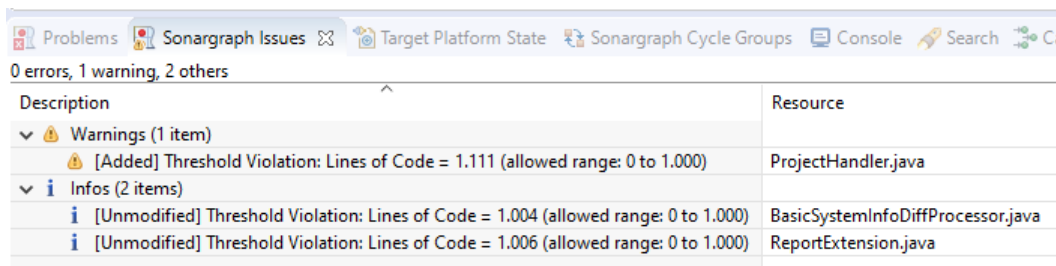 Problems Sonargraph Issues Target Platform State Sonargraph Cycle Groups Console Search
0 errors, 1 warning, 2 others
Description Resource
Warnings (1 item)
[Added] Threshold Violation: Lines of Code = 1.111 (allowed range: 0 to 1.000) ProjectHandler.java
i Infos (2 items)
i [Unmodified] Threshold Violation: Lines of Code = 1.004 (allowed range: 0 to 1.000) BasicSystemInfoDiffProcessor.java
i [Unmodified] Threshold Violation: Lines of Code = 1.006 (allowed range: 0 to 1.000) ReportExtension.java